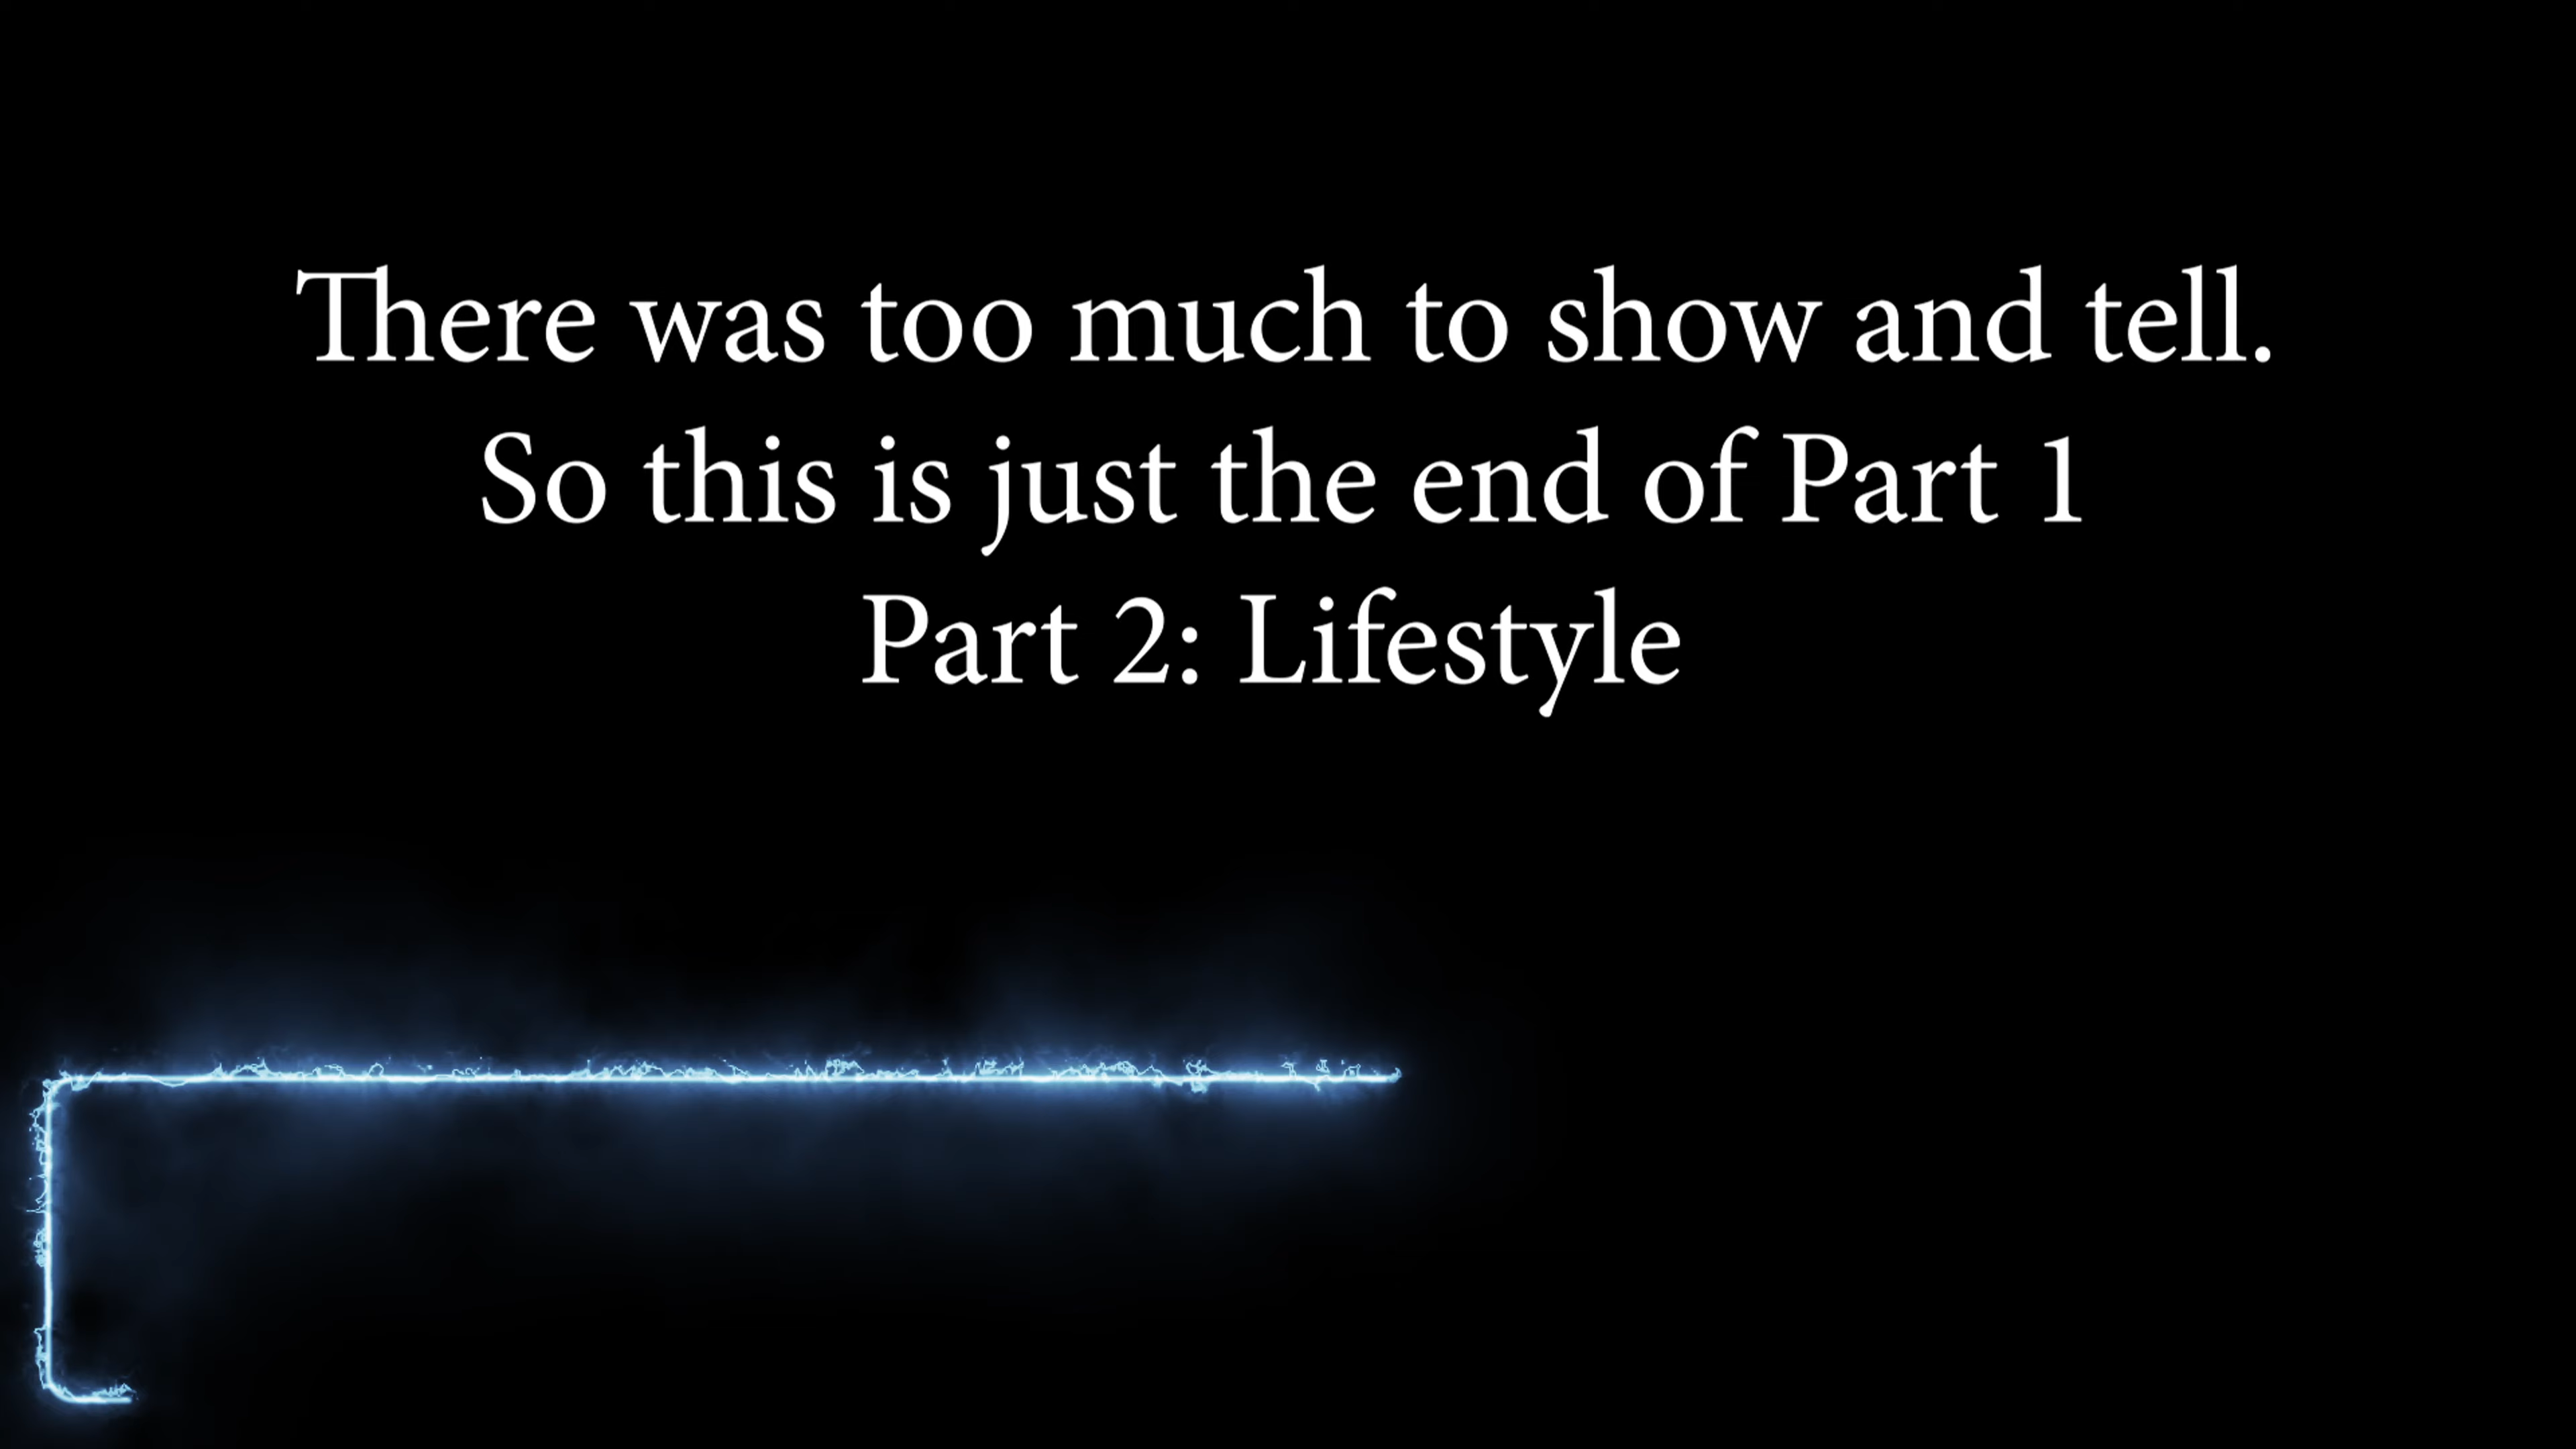 There was too much to show and tell.
So this is just the end of Part 1
Part 2: Lifestyle